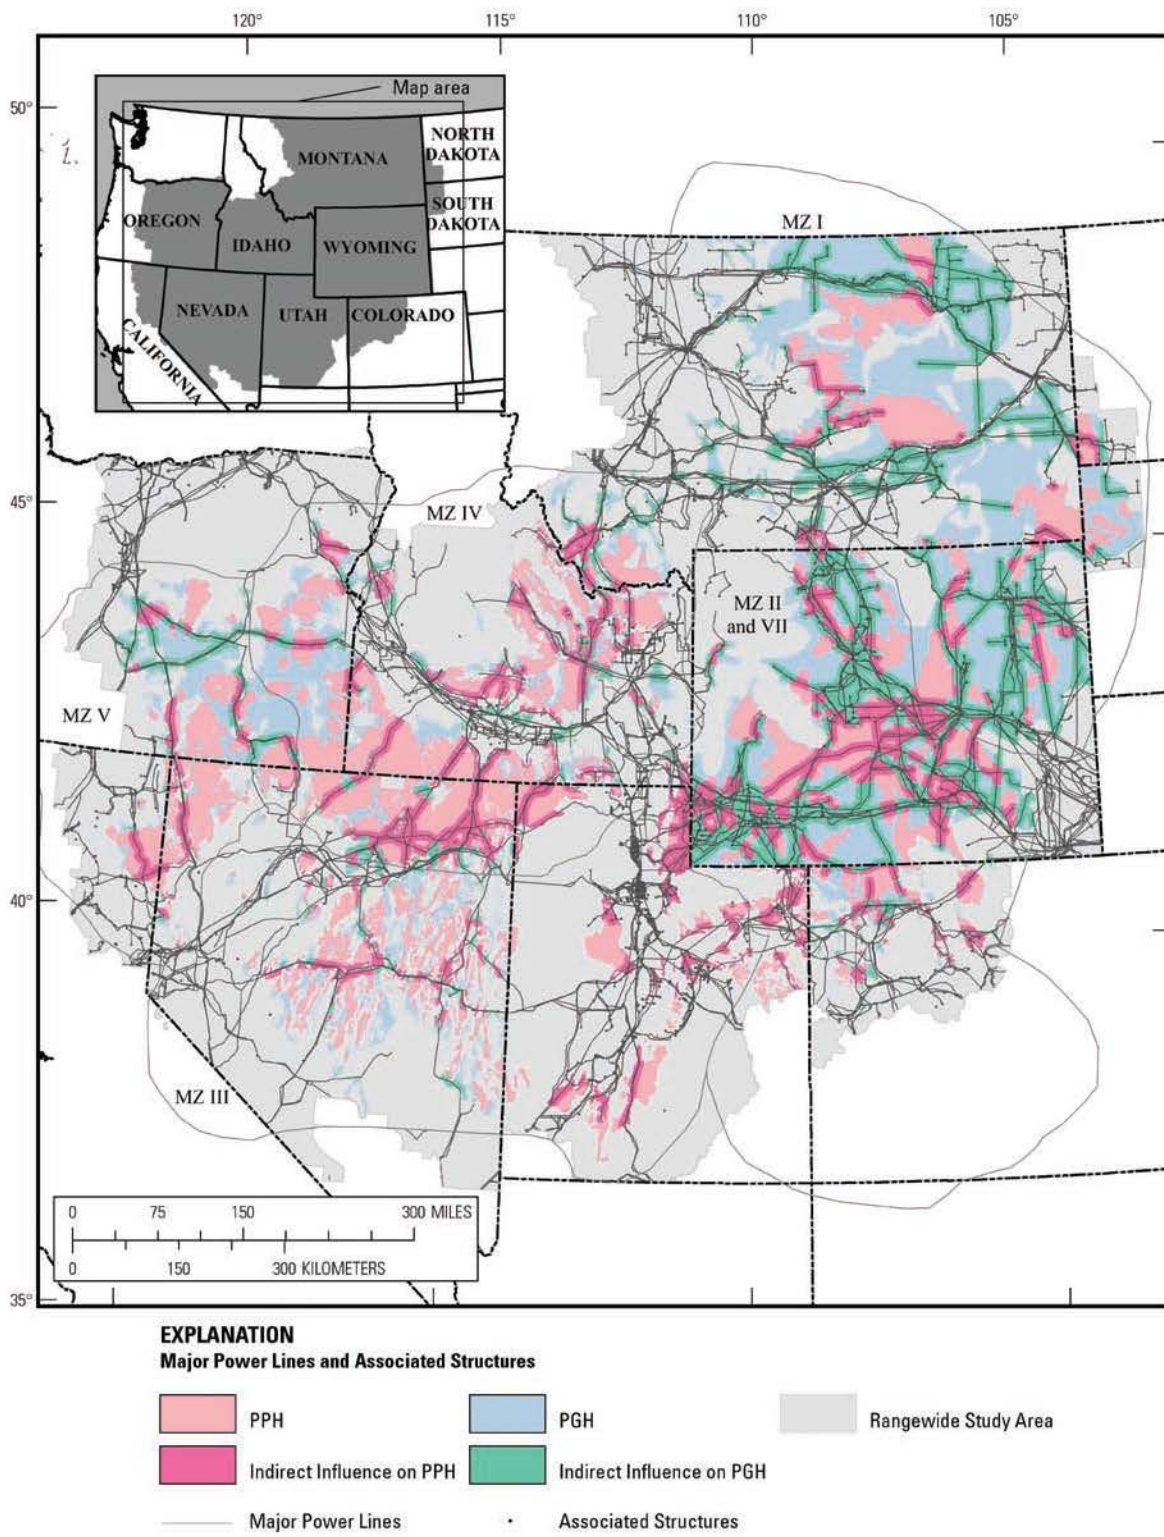 120°
115°
110°
105°
50°
45°
40°
35°
Map area
NORTH
DAKOTA
MONTANA
SOUTH
DAKOTA
OREGON
IDAHO
WYOMING
NEVADA
UTAH
COLORADO
CALIFORNIA
MZ I
MZ IV
MZ II
and VII
MZ V
MZ III
0 75 150 300 MILES
0 150 300 KILOMETERS
EXPLANATION
Major Power Lines and Associated Structures
PPH
PGH
Rangewide Study Area
Indirect Influence on PPH
Indirect Influence on PGH
Major Power Lines
Associated Structures